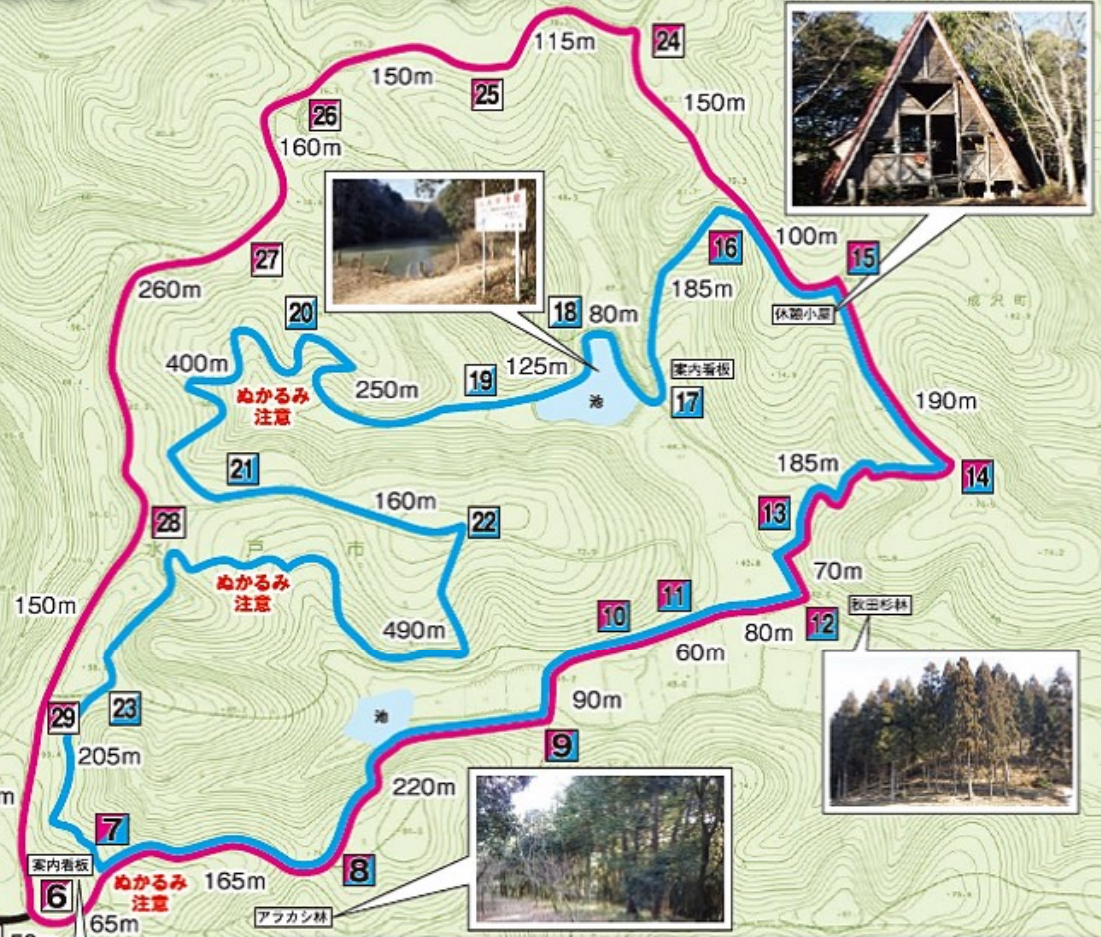 115m
24
150m
25
150m
26
160m
100m
15
16
27
260m
185m
休憩小屋
成沢町
20
18
80m
400m
125m
案内看板
19
250m
17
ぬかるみ
注意
池
190m
21
185m
14
160m
13
22
28
水戸市
ぬかるみ
注意
70m
150m
11
10
秋田杉林
490m
80m
12
60m
29
23
池
90m
9
205m
220m
m
7
8
案内看板
ぬかるみ
注意
165m
6
アラカシ林
65m